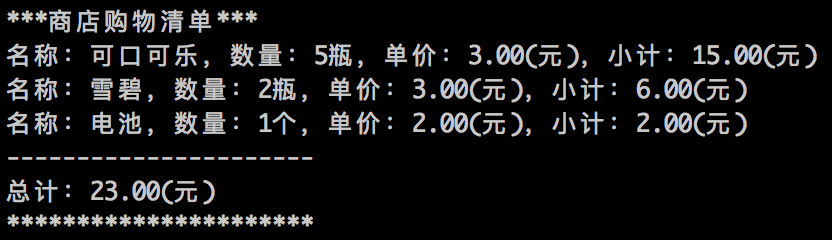 ***商店购物清单***
名称：可口可乐，数量：5瓶，单价：3.00(元)，小计：15.00(元)
名称：雪碧，数量：2瓶，单价：3.00(元)，小计：6.00(元)
名称：电池，数量：1个，单价：2.00(元)，小计：2.00(元)
----------------------
总计：23.00(元)
**********************